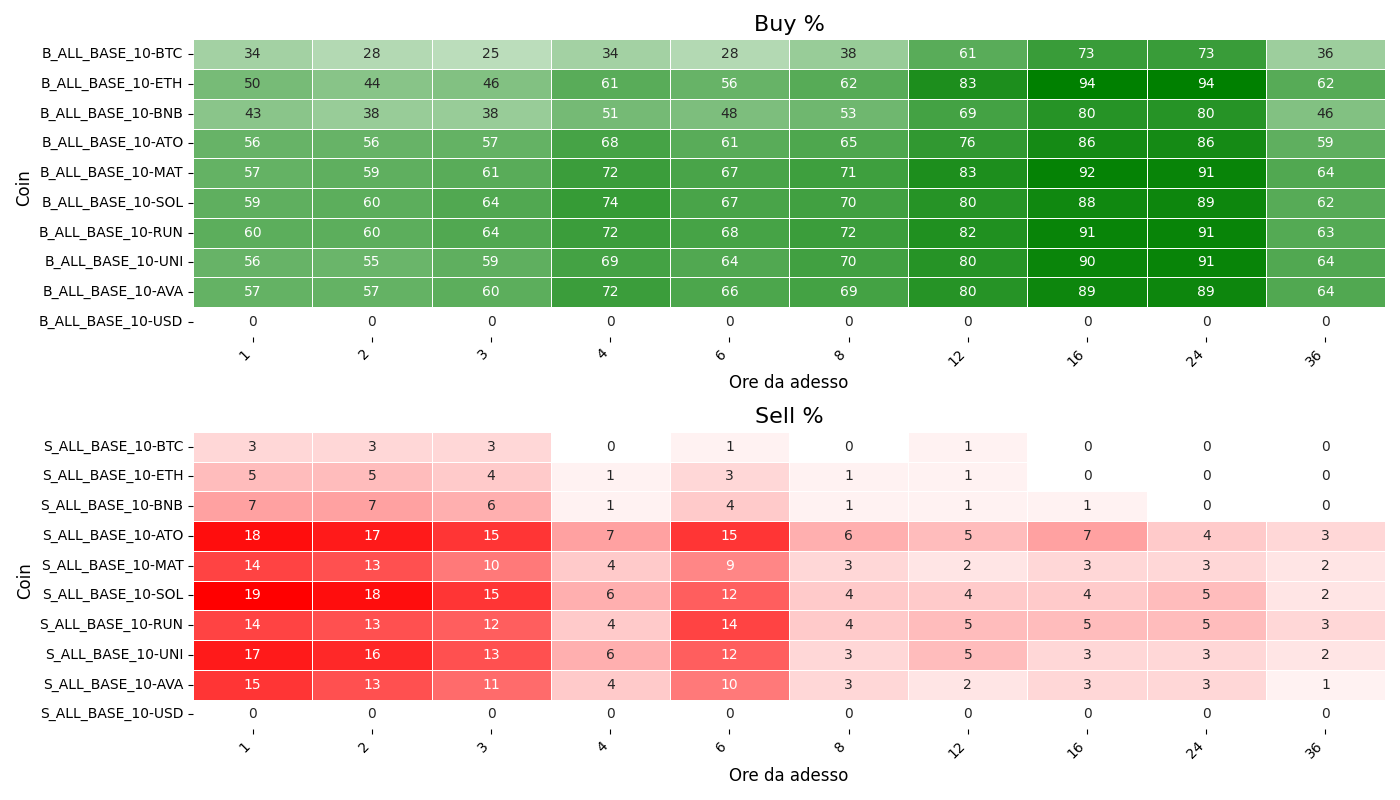 Buy %
Coin
B_ALL_BASE_10-BTC 34 28 25 34 28 38 61 73 73 36
B_ALL_BASE_10-ETH 50 44 46 61 56 62 83 94 94 62
B_ALL_BASE_10-BNB 43 38 38 51 48 53 69 80 80 46
B_ALL_BASE_10-ATO 56 56 57 68 61 65 76 86 86 59
B_ALL_BASE_10-MAT 57 59 61 72 67 71 83 92 91 64
B_ALL_BASE_10-SOL 59 60 64 74 67 70 80 88 89 62
B_ALL_BASE_10-RUN 60 60 64 72 68 72 82 91 91 63
B_ALL_BASE_10-UNI 56 55 59 69 64 70 80 90 91 64
B_ALL_BASE_10-AVA 57 57 60 72 66 69 80 89 89 64
B_ALL_BASE_10-USD 0 0 0 0 0 0 0 0 0 0
1 2 3 4 6 8 12 16 24 36
Ore da adesso
Sell %
Coin
S_ALL_BASE_10-BTC 3 3 3 0 1 0 1 0 0 0
S_ALL_BASE_10-ETH 5 5 4 1 3 1 1 0 0 0
S_ALL_BASE_10-BNB 7 7 6 1 4 1 1 1 0 0
S_ALL_BASE_10-ATO 18 17 15 7 15 6 5 7 4 3
S_ALL_BASE_10-MAT 14 13 10 4 9 3 2 3 3 2
S_ALL_BASE_10-SOL 19 18 15 6 12 4 4 4 5 2
S_ALL_BASE_10-RUN 14 13 12 4 14 4 5 5 5 3
S_ALL_BASE_10-UNI 17 16 13 6 12 3 5 3 3 2
S_ALL_BASE_10-AVA 15 13 11 4 10 3 2 3 3 1
S_ALL_BASE_10-USD 0 0 0 0 0 0 0 0 0 0
1 2 3 4 6 8 12 16 24 36
Ore da adesso